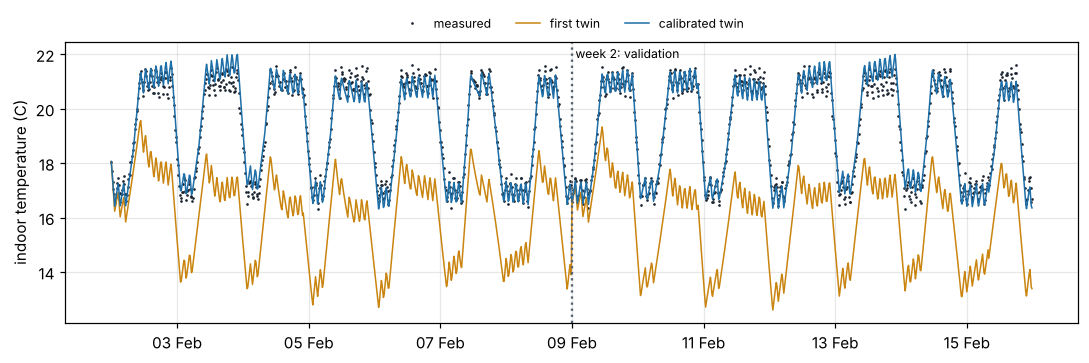 measured first twin calibrated twin
week 2: validation
indoor temperature (C)
22
20
18
16
14
03 Feb 05 Feb 07 Feb 09 Feb 11 Feb 13 Feb 15 Feb